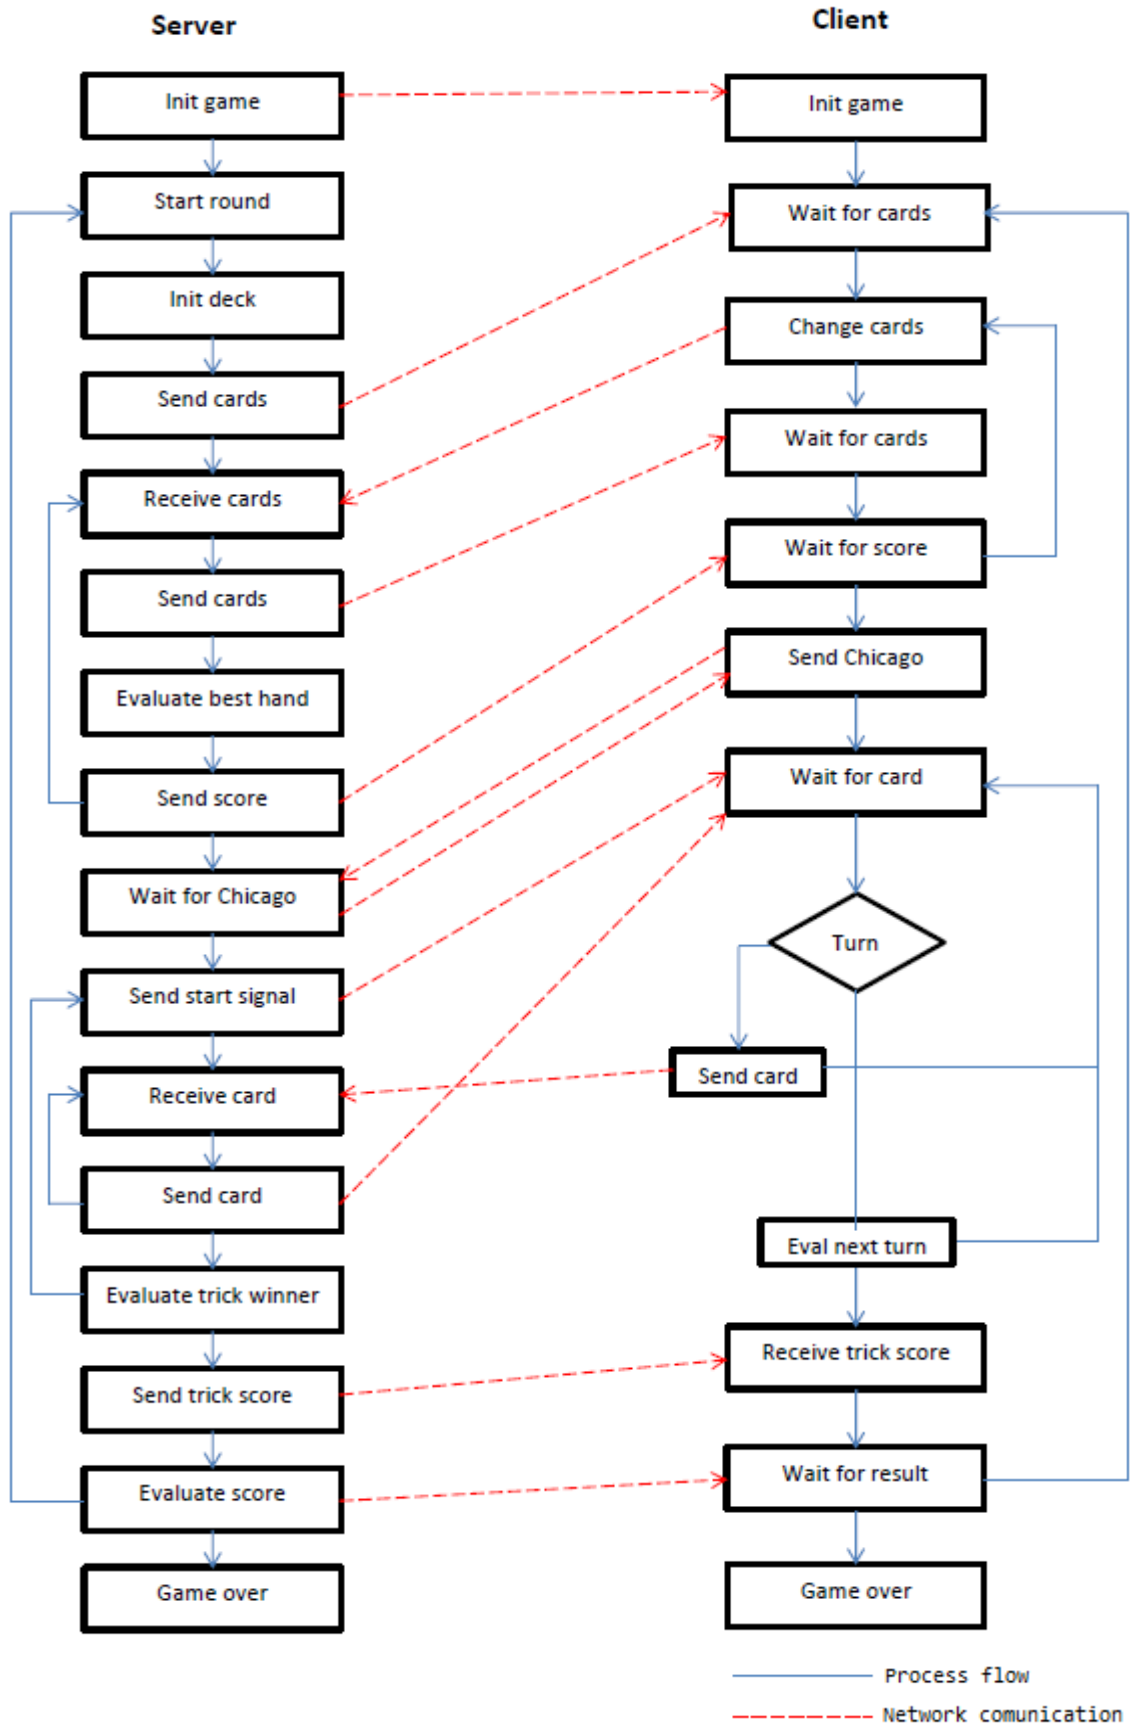 Server
Init game
Start round
Init deck
Send cards
Receive cards
Send cards
Evaluate best hand
Send score
Wait for Chicago
Send start signal
Receive card
Send card
Evaluate trick winner
Send trick score
Evaluate score
Game over
Client
Init game
Wait for cards
Change cards
Wait for cards
Wait for score
Send Chicago
Wait for card
Turn
Send card
Eval next turn
Receive trick score
Wait for result
Game over
Process flow
Network comunication